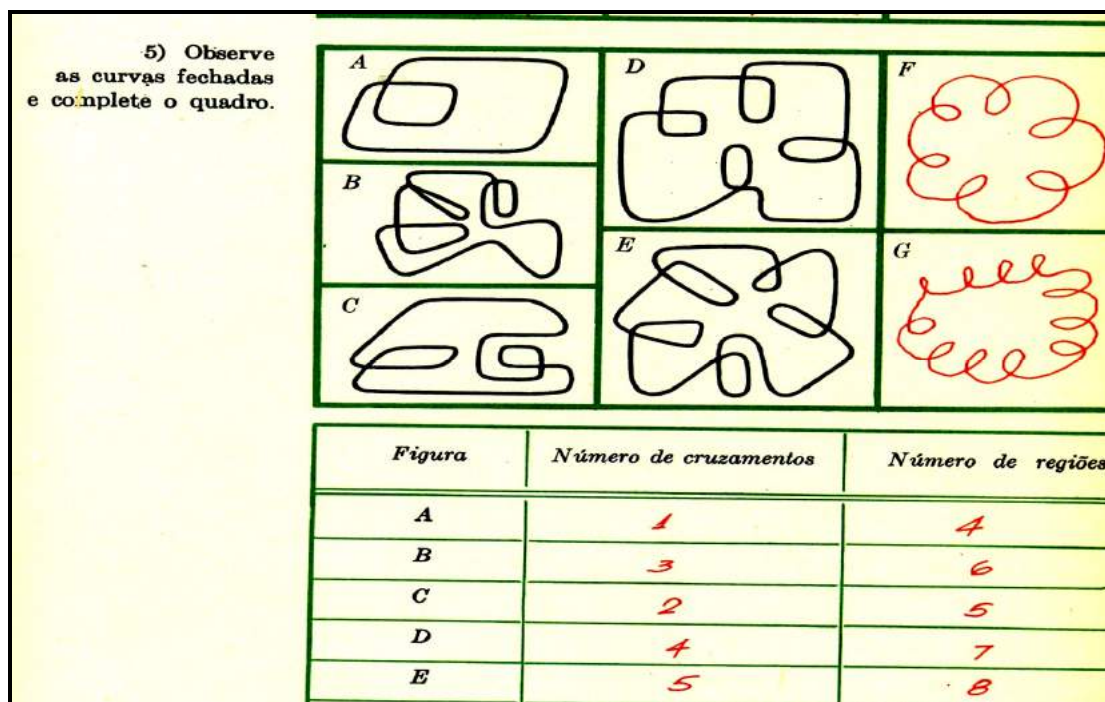 5) Observe
as curvas fechadas
e complete o quadro.
A
B
C
D
E
F
G
Figura Número de cruzamentos Número de regiões
A 1 4
B 3 6
C 2 5
D 4 7
E 5 8